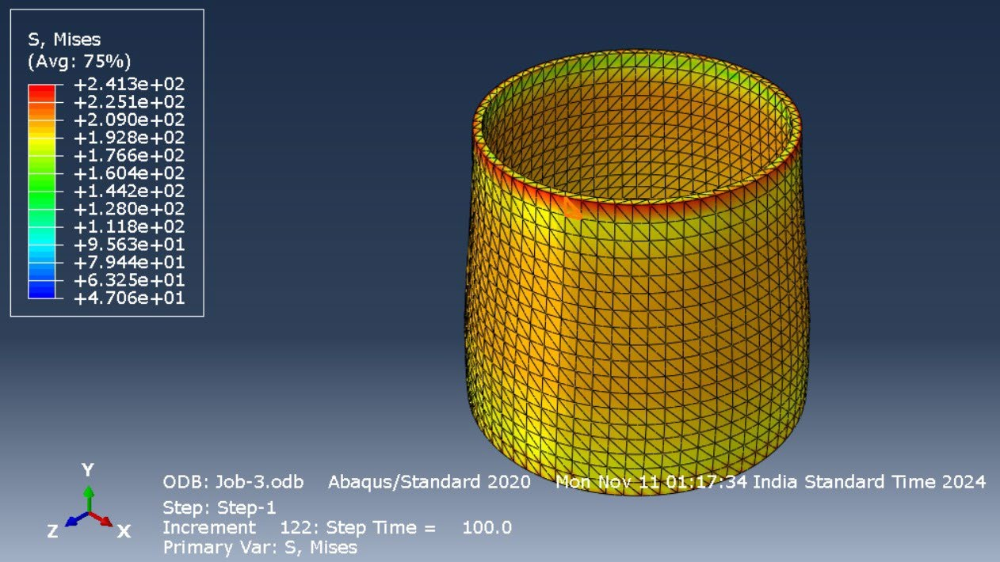 S, Mises
(Avg: 75%)
+2.413e+02
+2.251e+02
+2.090e+02
+1.928e+02
+1.766e+02
+1.604e+02
+1.442e+02
+1.280e+02
+1.118e+02
+9.563e+01
+7.944e+01
+6.325e+01
+4.706e+01
Y
Z X
ODB: Job-3.odb Abaqus/Standard 2020 Mon Nov 11 01:17:34 India Standard Time 2024
Step: Step-1
Increment 122: Step Time = 100.0
Primary Var: S, Mises